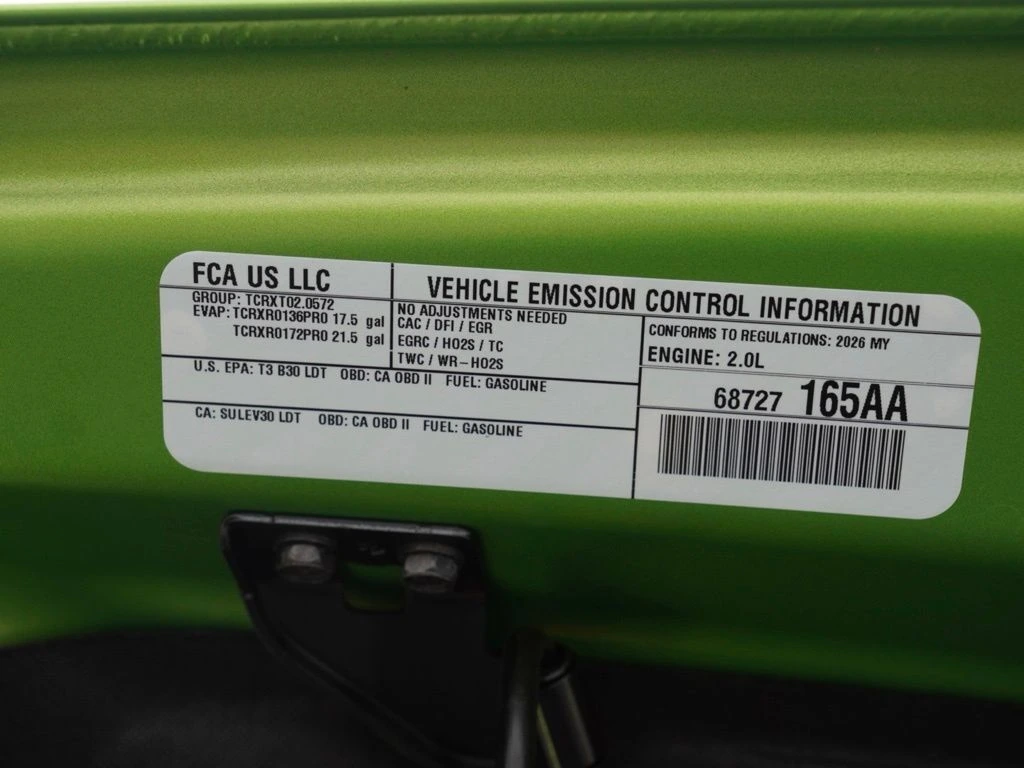 FCA US LLC
VEHICLE EMISSION CONTROL INFORMATION
GROUP: TCRXT02.0572
EVAP: TCRXR0136PR0 17.5 gal
TCRXR0172PR0 21.5 gal
NO ADJUSTMENTS NEEDED
CAC / DFI / EGR
EGRC / HO2S / TC
TWC / WR-HO2S
CONFORMS TO REGULATIONS: 2026 MY
ENGINE: 2.0L
U.S. EPA: T3 B30 LDT OBD: CA OBD II FUEL: GASOLINE
68727 165AA
CA: SULEV30 LDT OBD: CA OBD II FUEL: GASOLINE